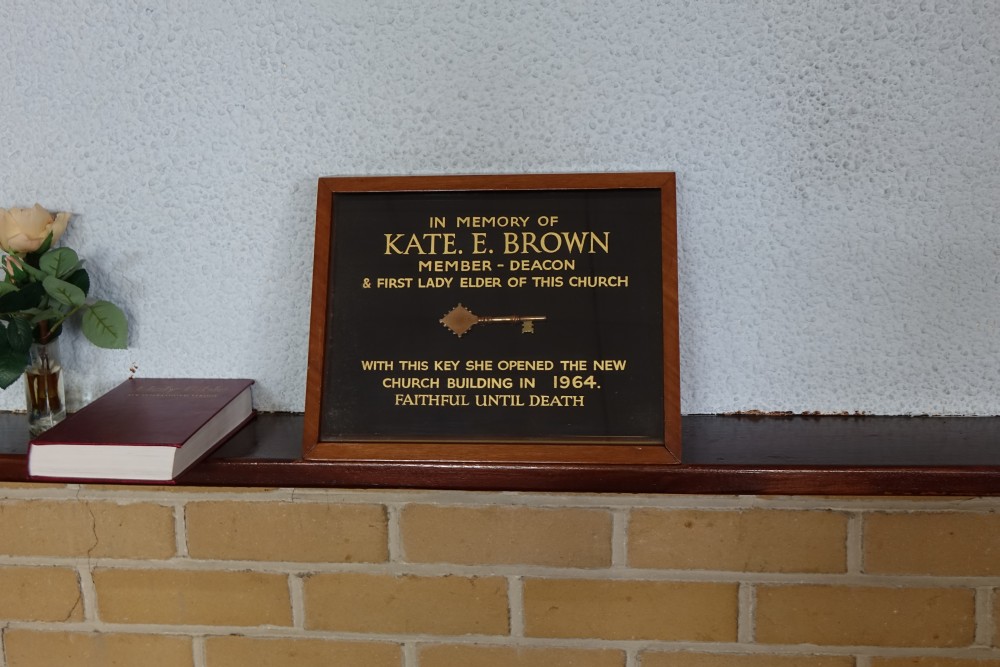 IN MEMORY OF
KATE. E. BROWN
MEMBER - DEACON
& FIRST LADY ELDER OF THIS CHURCH
WITH THIS KEY SHE OPENED THE NEW
CHURCH BUILDING IN 1964.
FAITHFUL UNTIL DEATH